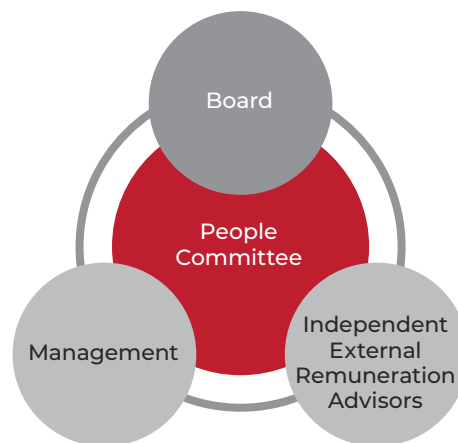 Board
People
Committee
Management
Independent
External
Remuneration
Advisors